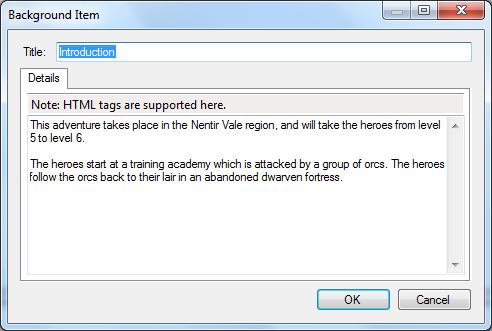 Background Item
Title: Introduction
Details
Note: HTML tags are supported here.
This adventure takes place in the Nentir Vale region, and will take the heroes from level
5 to level 6.
The heroes start at a training academy which is attacked by a group of orcs. The heroes
follow the orcs back to their lair in an abandoned dwarven fortress.
OK Cancel